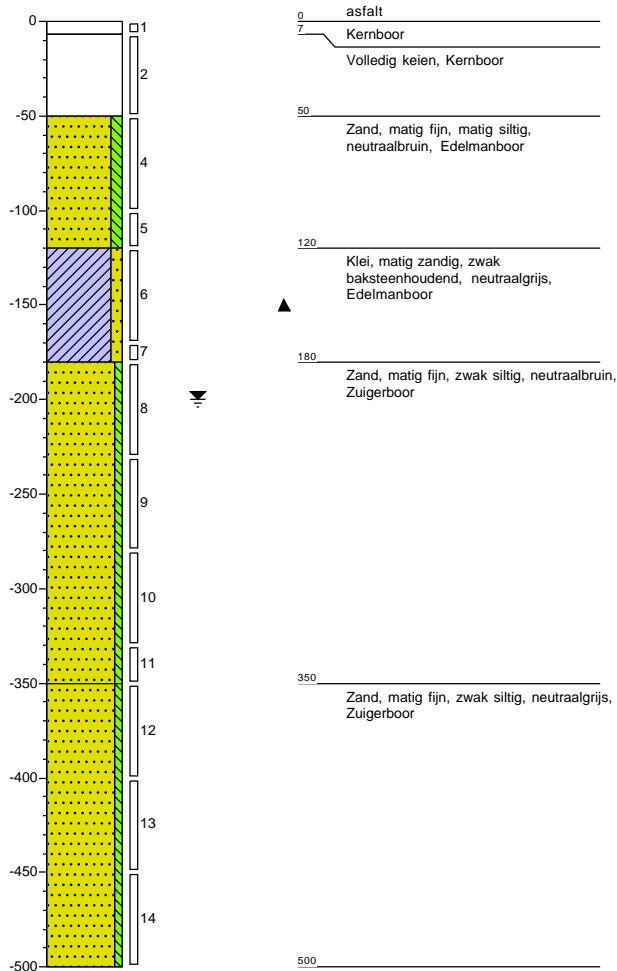 0
-50
-100
-150
-200
-250
-300
-350
-400
-450
-500
1
2
4
5
6
7
8
9
10
11
12
13
14
0
asfalt
7
Kernboor
Volledig keien, Kernboor
50
Zand, matig fijn, matig siltig,
neutraalbruin, Edelmanboor
120
Klei, matig zandig, zwak
baksteenhoudend, neutraalgrijs,
Edelmanboor
180
Zand, matig fijn, zwak siltig, neutraalbruin,
Zuigerboor
350
Zand, matig fijn, zwak siltig, neutraalgrijs,
Zuigerboor
500